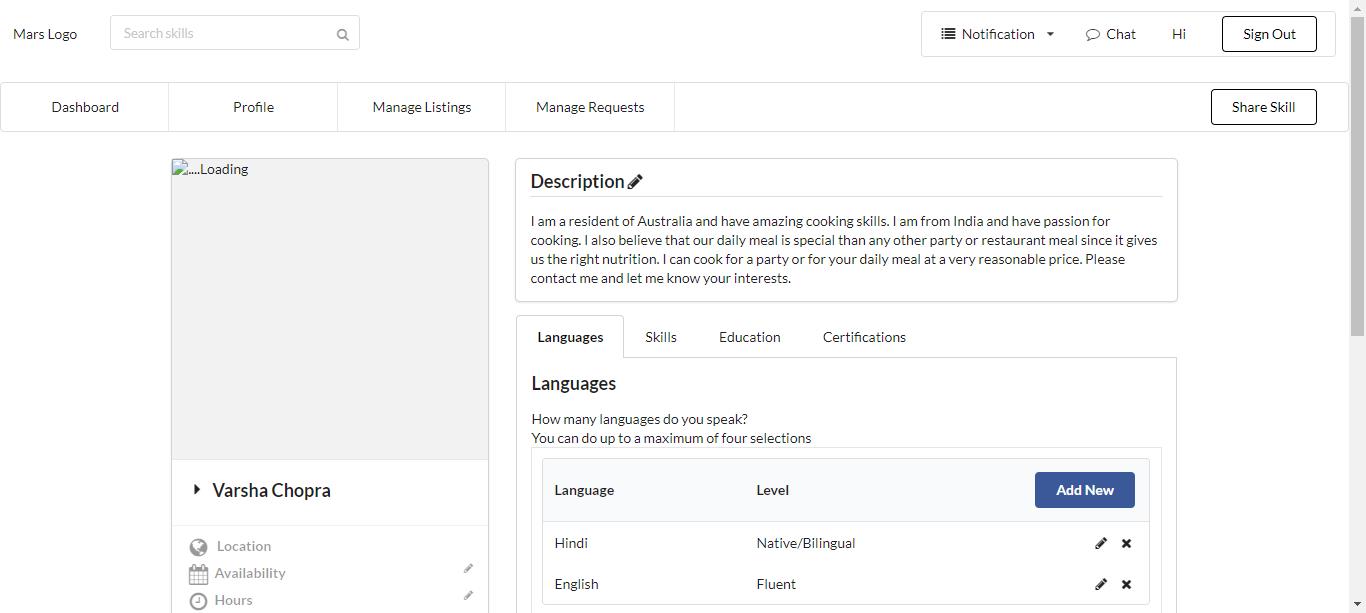 Mars Logo
Search skills
Notification
Chat
Hi
Sign Out
Dashboard
Profile
Manage Listings
Manage Requests
Share Skill
....Loading
Varsha Chopra
Location
Availability
Hours
Description
I am a resident of Australia and have amazing cooking skills. I am from India and have passion for
cooking. I also believe that our daily meal is special than any other party or restaurant meal since it gives
us the right nutrition. I can cook for a party or for your daily meal at a very reasonable price. Please
contact me and let me know your interests.
Languages
Skills
Education
Certifications
Languages
How many languages do you speak?
You can do up to a maximum of four selections
Language
Level
Add New
Hindi
Native/Bilingual
English
Fluent